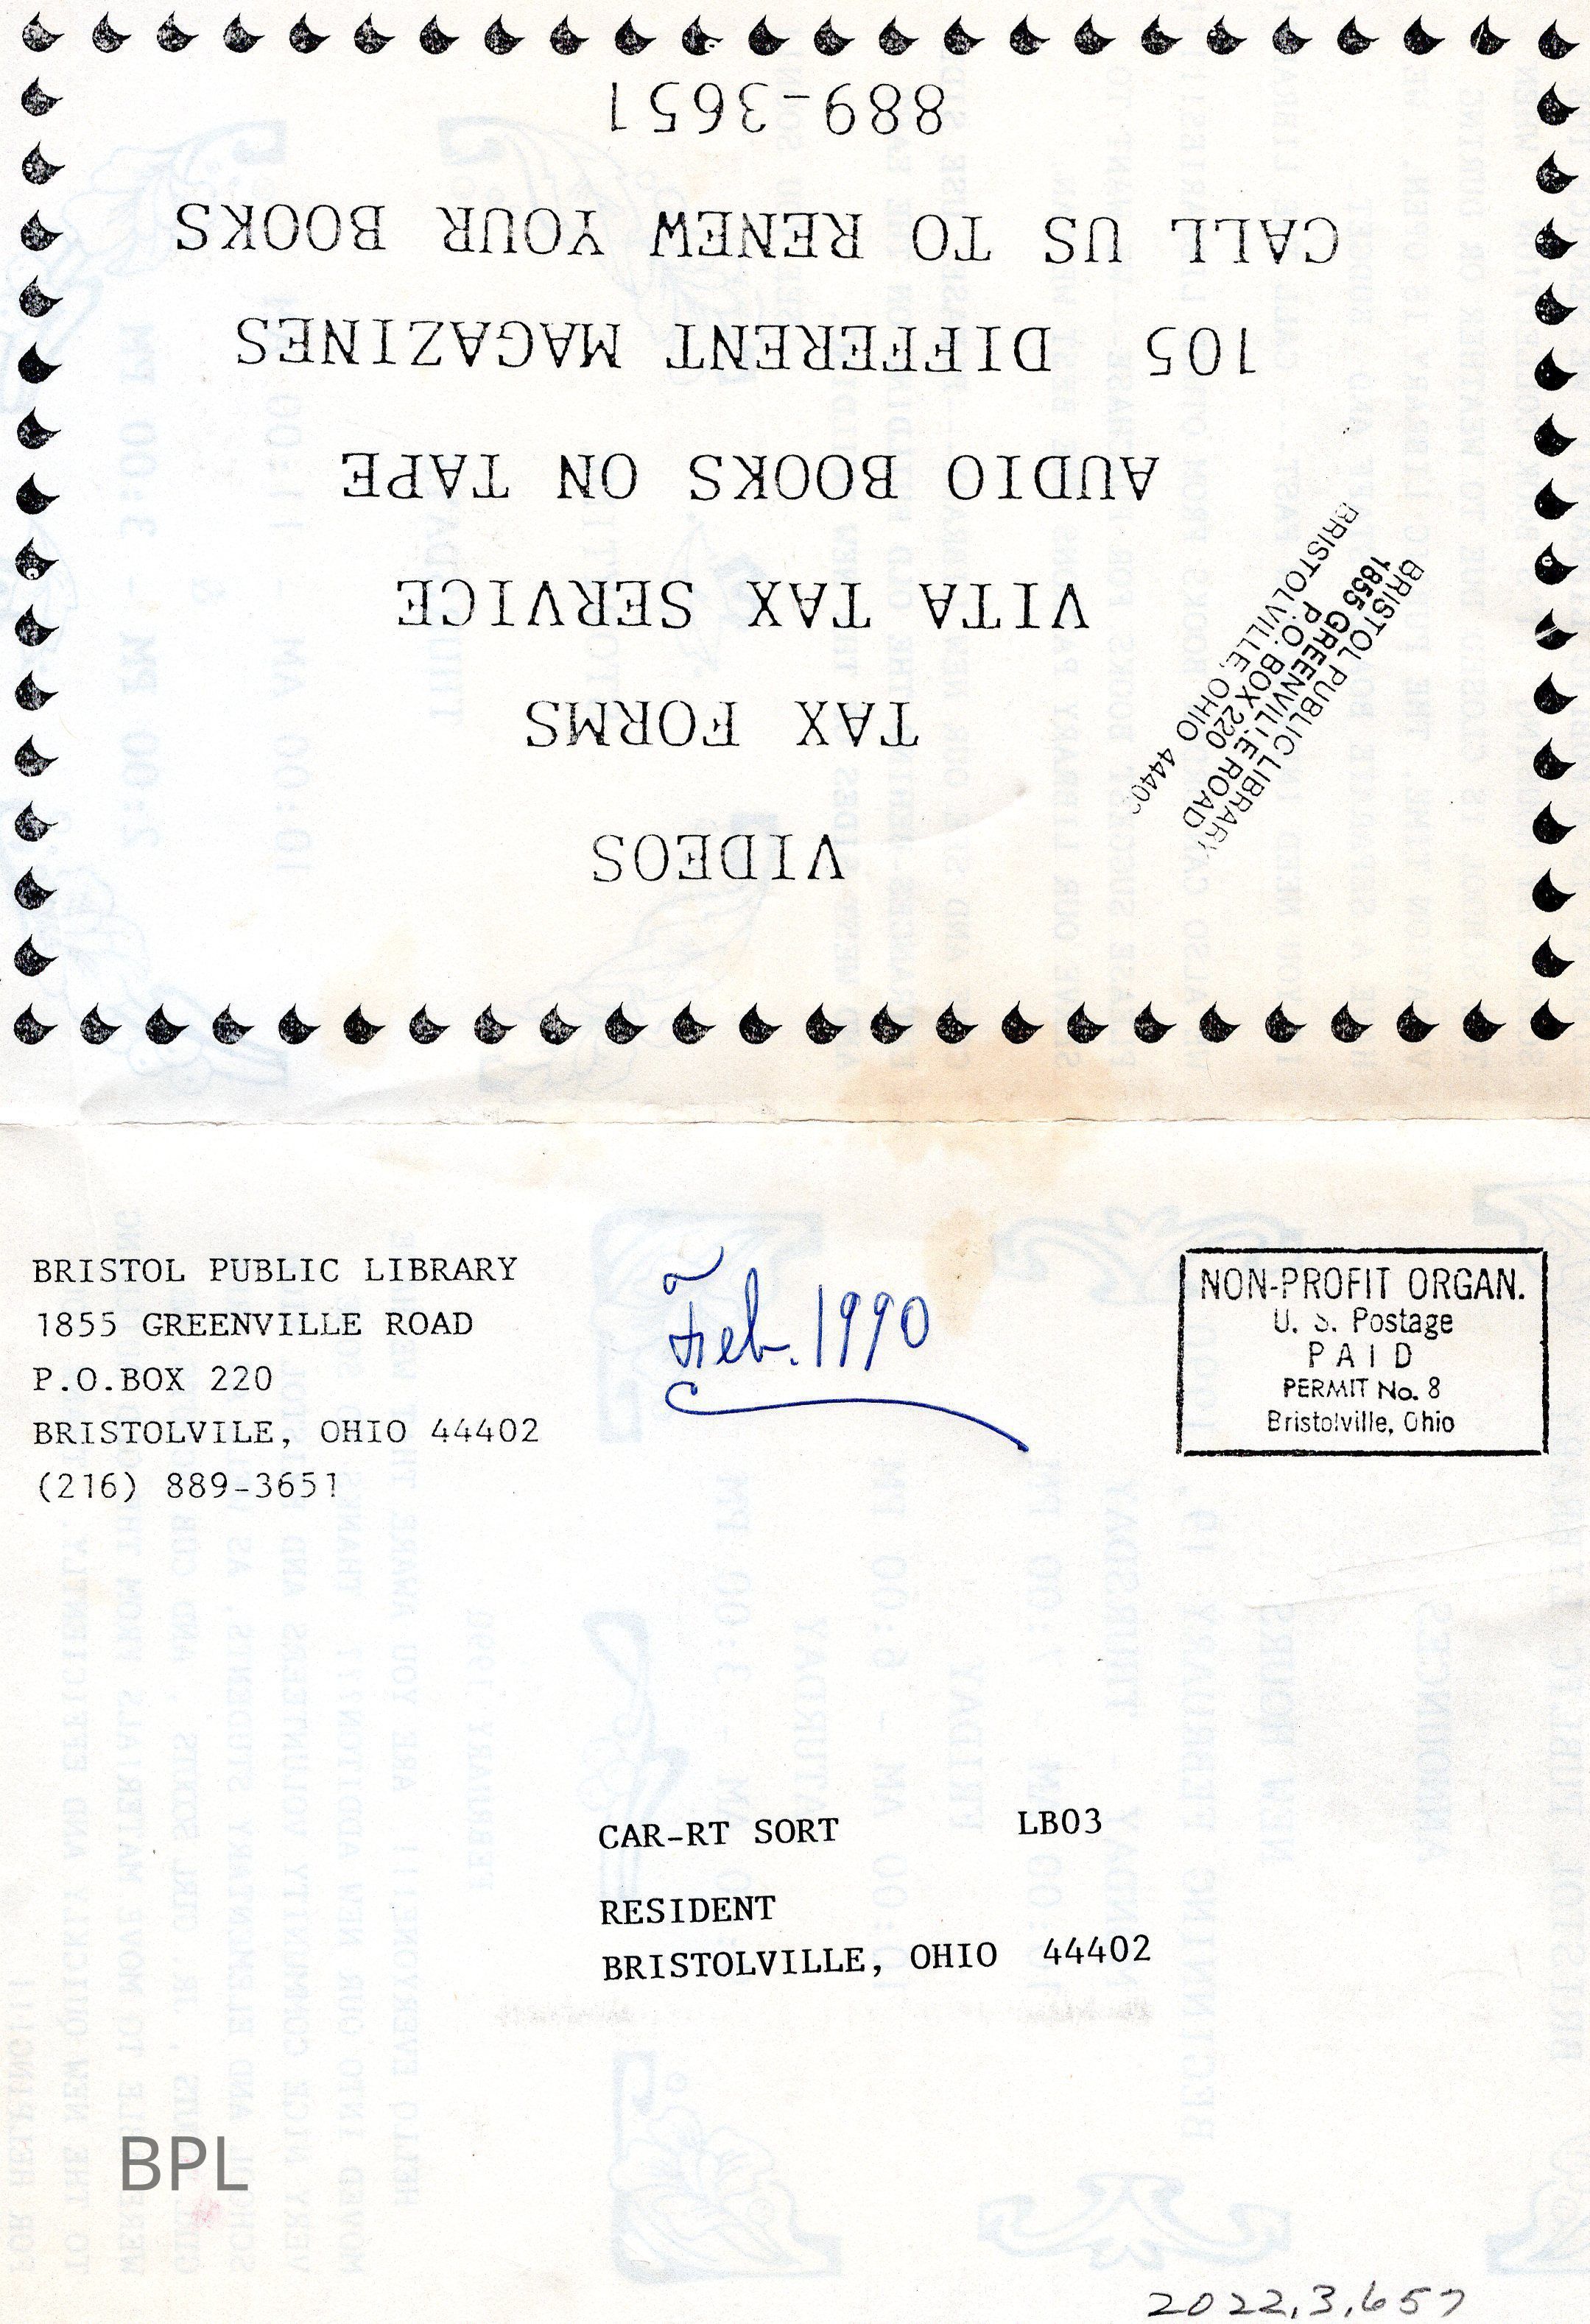 VIDEOS
TAX FORMS
VITA TAX SERVICE
AUDIO BOOKS ON TAPE
105 DIFFERENT MAGAZINES
CALL US TO RENEW YOUR BOOKS
889-3651
BRISTOL PUBLIC LIBRARY
1855 GREENVILLE ROAD
P.O. BOX 220
BRISTOLVILLE, OHIO 4440
BRISTOL PUBLIC LIBRARY
1855 GREENVILLE ROAD
P.O.BOX 220
BRISTOLVILE, OHIO 44402
(216) 889-3651
Feb. 1990
NON-PROFIT ORGAN.
U. S. Postage
PAID
PERMIT No. 8
Bristolville, Ohio
CAR-RT SORT LB03
RESIDENT
BRISTOLVILLE, OHIO 44402
BPL
2022.3.657